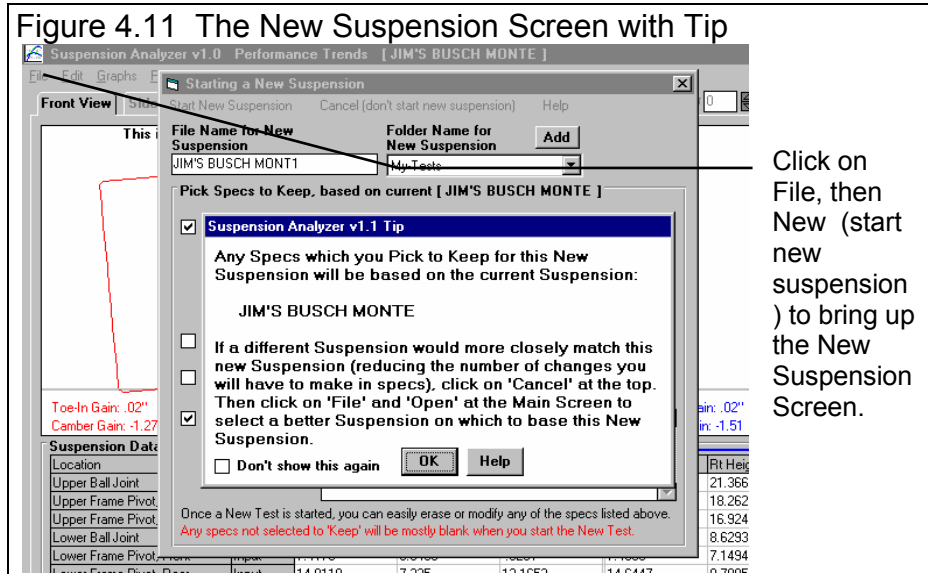 Figure 4.11 The New Suspension Screen with Tip
Suspension Analyzer v1.0 Performance Trends [ JIM'S BUSCH MONTE ]
File Edit Graphs
Front View
0
This i
Starting a New Suspension
Start New Suspension Cancel (don't start new suspension) Help
File Name for New Suspension
Folder Name for New Suspension
Add
JIM'S BUSCH MONT1
My-Tests
Pick Specs to Keep, based on current [ JIM'S BUSCH MONTE ]
Suspension Analyzer v1.1 Tip
Any Specs which you Pick to Keep for this New
Suspension will be based on the current Suspension:
JIM'S BUSCH MONTE
If a different Suspension would more closely match this
new Suspension (reducing the number of changes you
will have to make in specs), click on 'Cancel' at the top.
Then click on 'File' and 'Open' at the Main Screen to
select a better Suspension on which to base this New
Suspension.
Don't show this again
OK
Help
Once a New Test is started, you can easily erase or modify any of the specs listed above.
Any specs not selected to 'Keep' will be mostly blank when you start the New Test.
Toe-In Gain: .02"
Camber Gain: -1.27
ain: .02"
in: -1.51
Suspension Data
Location
Rt Heig
Upper Ball Joint
21.366
Upper Frame Pivot,
18.262
Upper Frame Pivot,
16.924
Lower Ball Joint
8.6293
Lower Frame Pivot,
7.1494
Click on
File, then
New (start
new
suspension
) to bring up
the New
Suspension
Screen.